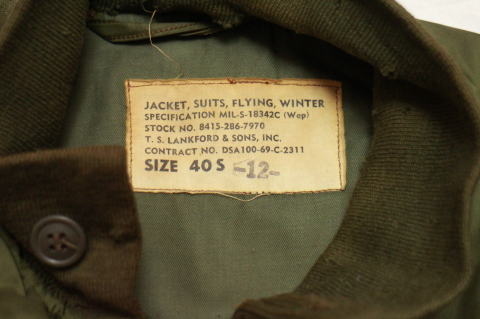 JACKET, SUITS, FLYING, WINTER
SPECIFICATION MIL-S-18342C (Wep)
STOCK NO. 8415-286-7970
T. S. LANKFORD & SONS, INC.
CONTRACT NO. DSA100-69-C-2311
SIZE 40 S -12-